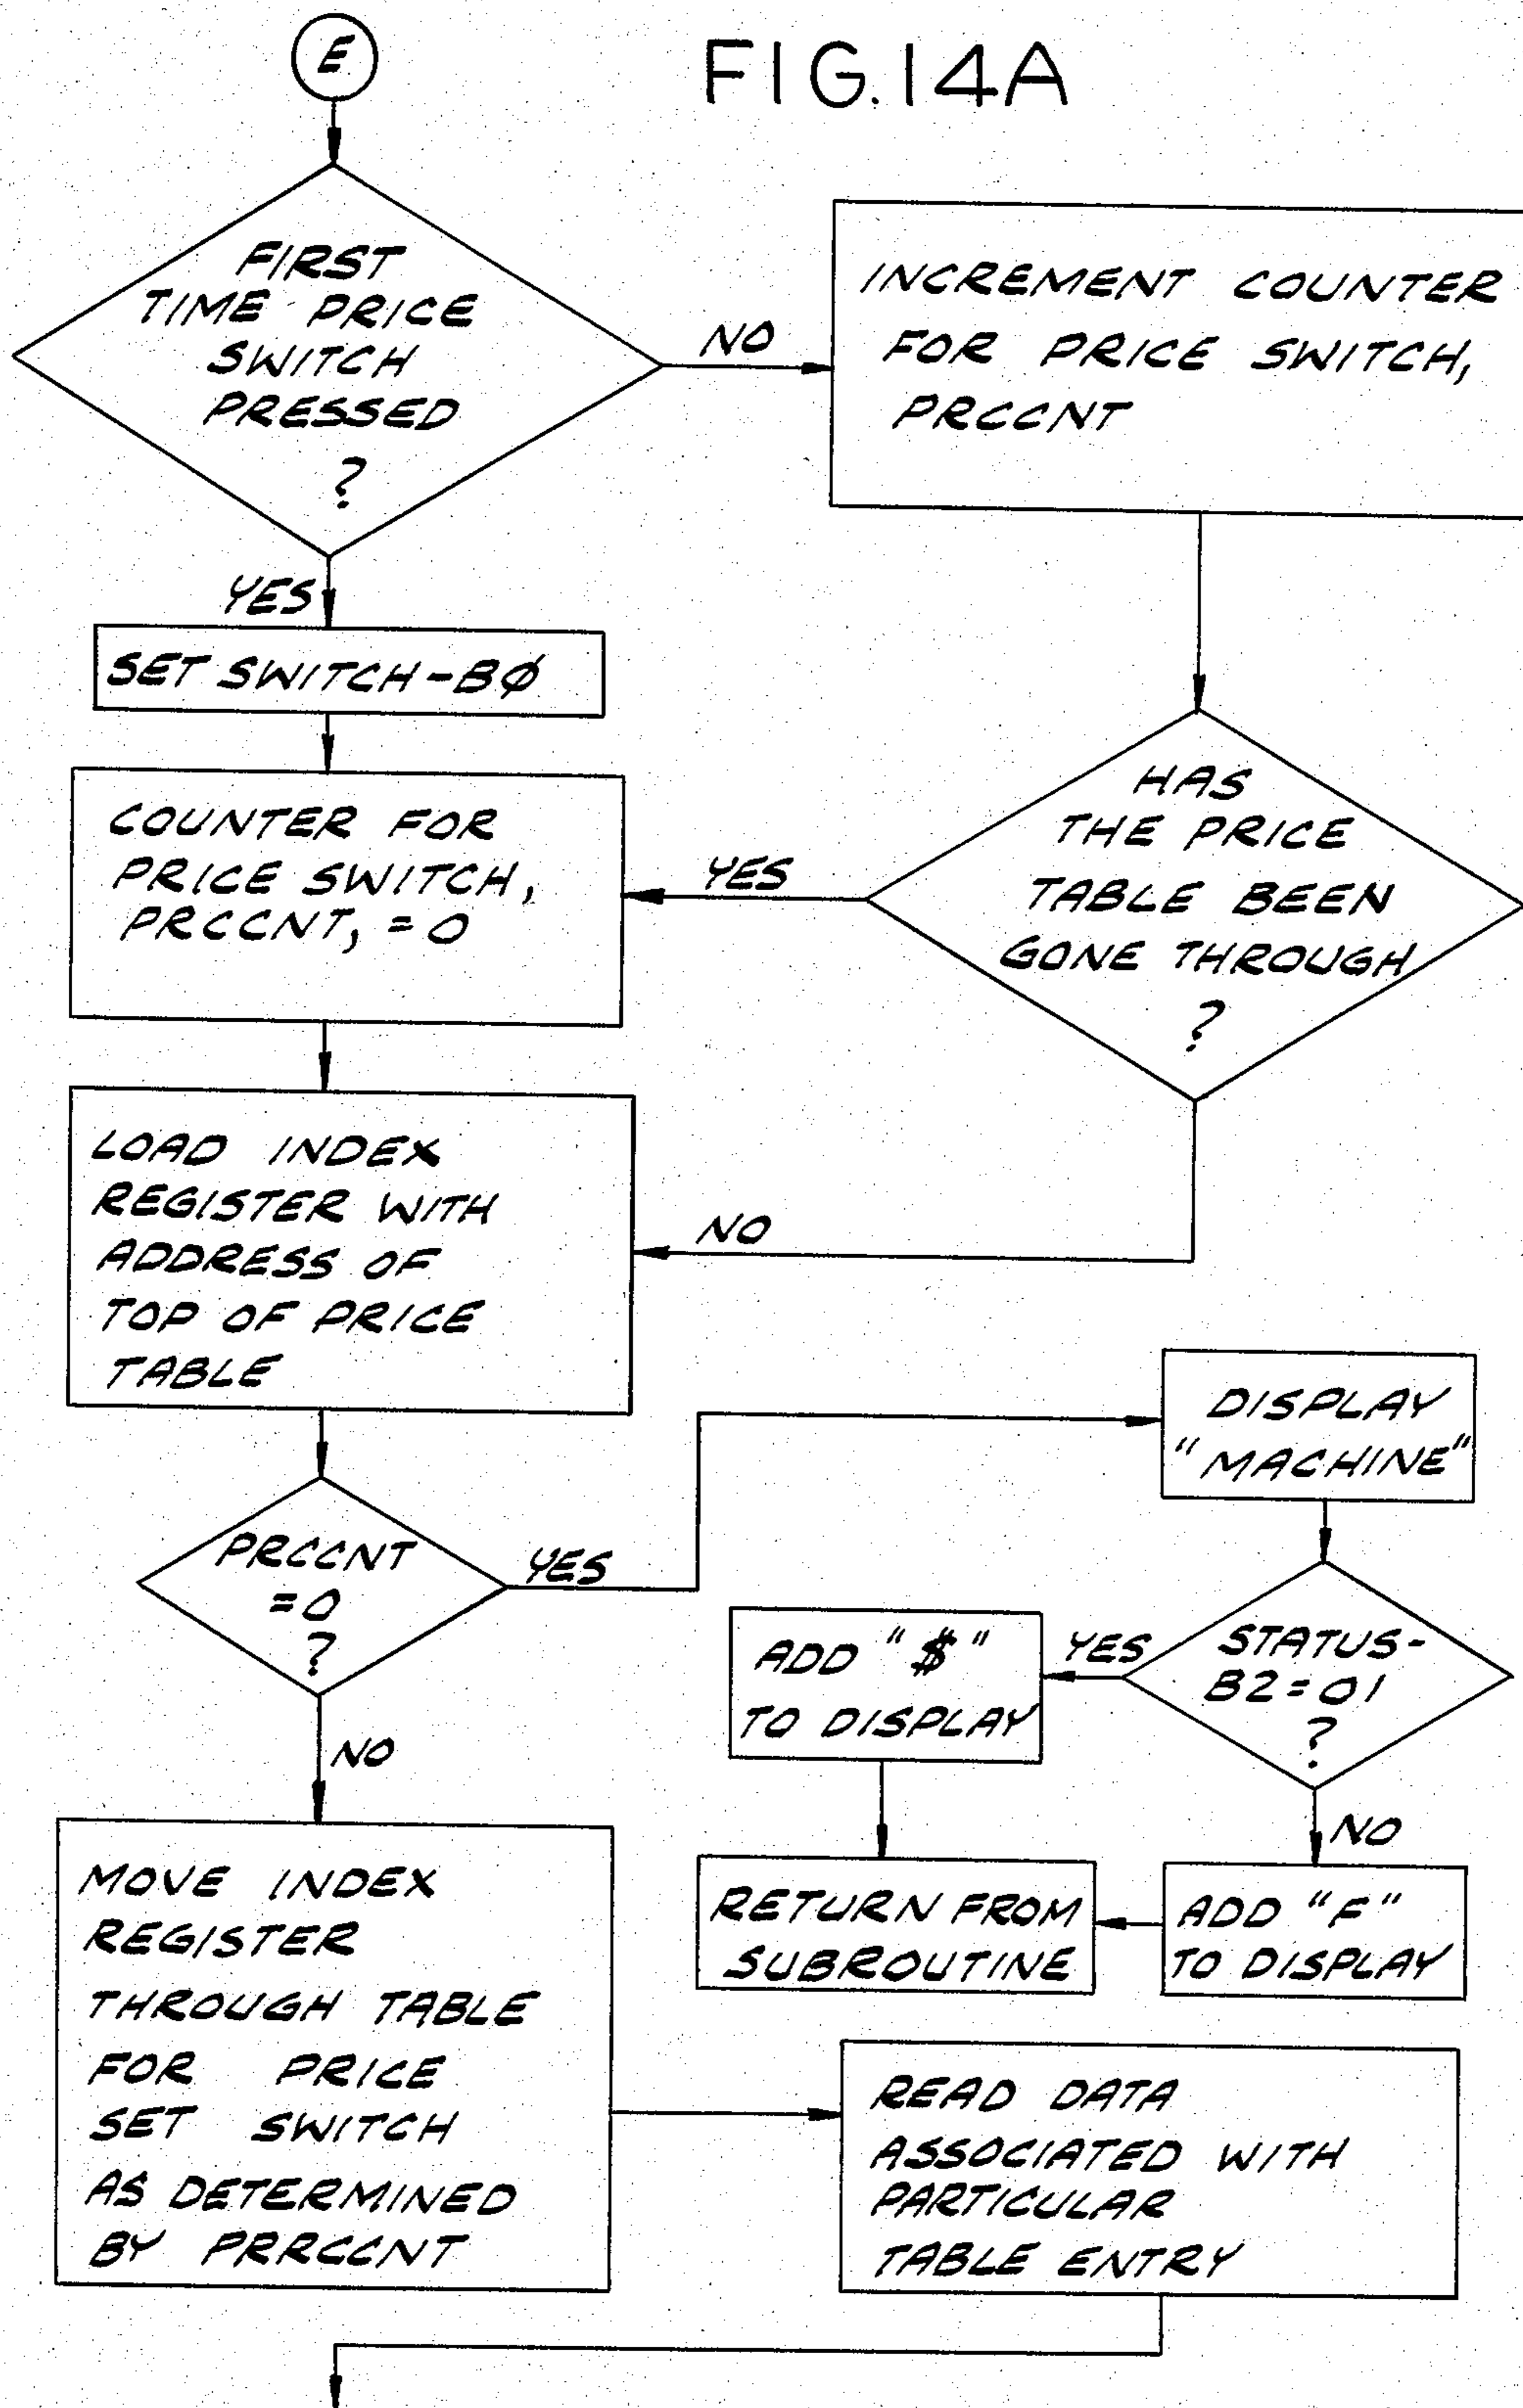 E
FIG.14A
FIRST
TIME PRICE
SWITCH
PRESSED
?
NO
INCREMENT COUNTER
FOR PRICE SWITCH,
PRCCNT
YES
SET SWITCH-BØ
COUNTER FOR
PRICE SWITCH,
PRCCNT, =0
YES
HAS
THE PRICE
TABLE BEEN
GONE THROUGH
?
LOAD INDEX
REGISTER WITH
ADDRESS OF
TOP OF PRICE
TABLE
NO
PRCCNT
=0
?
YES
DISPLAY
"MACHINE"
STATUS-
B2=01
?
YES
ADD "$"
TO DISPLAY
NO
NO
RETURN FROM
SUBROUTINE
ADD "F"
TO DISPLAY
MOVE INDEX
REGISTER
THROUGH TABLE
FOR PRICE
SET SWITCH
AS DETERMINED
BY PRRCCNT
READ DATA
ASSOCIATED WITH
PARTICULAR
TABLE ENTRY